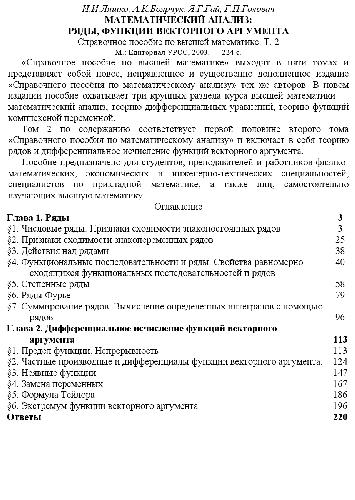 И.И.Ляшко, А.К.Боярчук, Я.Г.Гай, Г.П.Головач
МАТЕМАТИЧЕСКИЙ АНАЛИЗ:
РЯДЫ, ФУНКЦИИ ВЕКТОРНОГО АРГУМЕНТА
Справочное пособие по высшей математике. Т. 2
М.: Едиториал УРСС, 2003. — 224 с.
«Справочное пособие по высшей математике» выходит в пяти томах и
представляет собой новое, исправленное и существенно дополненное издание
«Справочного пособия по математическому анализу» тех же авторов. В новом
издании пособие охватывает три крупных раздела курса высшей математики —
математический анализ, теорию дифференциальных уравнений, теорию функций
комплексной переменной.
Том 2 по содержанию соответствует первой половине второго тома
«Справочного пособия по математическому анализу» и включает в себя теорию
рядов и дифференциальное исчисление функций векторного аргумента.
Пособие предназначено для студентов, преподавателей и работников физико-
математических, экономических и инженерно-технических специальностей,
специалистов по прикладной математике, а также лиц, самостоятельно
изучающих высшую математику.
Оглавление
Глава 1. Ряды 3
§1. Числовые ряды. Признаки сходимости знакопостоянных рядов 3
§2. Признаки сходимости знакопеременных рядов 25
§3. Действия над рядами 38
§4. Функциональные последовательности и ряды. Свойства равномерно 40
сходящихся функциональных последовательностей и рядов
§5. Степенные ряды 58
§6. Ряды Фурье 79
§7. Суммирование рядов. Вычисление определенных интегралов с помощью
рядов 96
Глава 2. Дифференциальное исчисление функций векторного
аргумента 113
§1. Предел функции. Непрерывность 113
§2. Частные производные и дифференциалы функции векторного аргумента. 124
§3. Неявные функции 147
§4. Замена переменных 167
§5. Формула Тейлора 186
§6. Экстремум функции векторного аргумента 196
Ответы 220